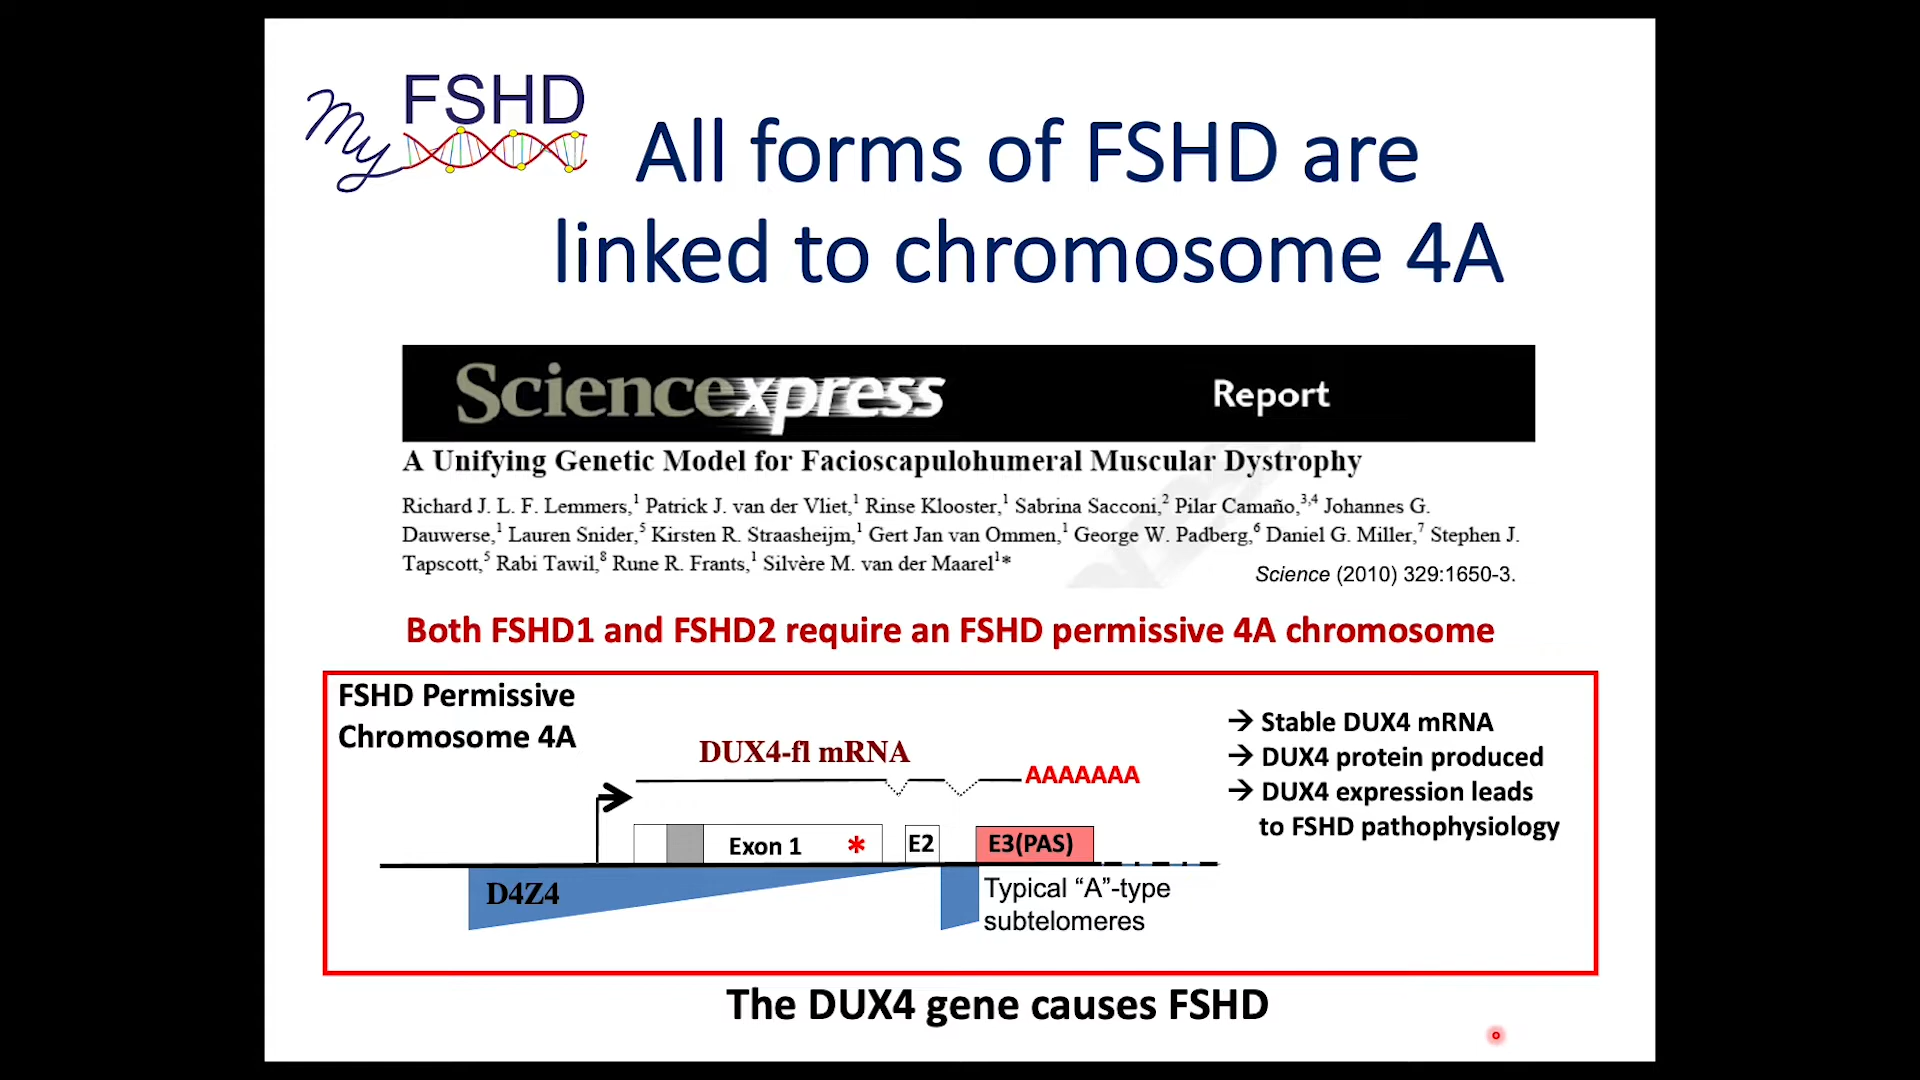 My FSHD
All forms of FSHD are
linked to chromosome 4A
Sciencexpress Report
A Unifying Genetic Model for Facioscapulohumeral Muscular Dystrophy
Richard J. L. F. Lemmers,1 Patrick J. van der Vliet,1 Rinse Klooster,1 Sabrina Sacconi,2 Pilar Camaño,3,4 Johannes G.
Dauwerse,1 Lauren Snider,5 Kirsten R. Straasheijm,1 Gert Jan van Ommen,1 George W. Padberg,6 Daniel G. Miller,7 Stephen J.
Tapscott,5 Rabi Tawil,8 Rune R. Frants,1 Silvère M. van der Maarel1*
Science (2010) 329:1650-3.
Both FSHD1 and FSHD2 require an FSHD permissive 4A chromosome
FSHD Permissive
Chromosome 4A
DUX4-fl mRNA
AAAAAAA
Exon 1 * E2 E3(PAS)
D4Z4
Typical “A”-type
subtelomeres
→ Stable DUX4 mRNA
→ DUX4 protein produced
→ DUX4 expression leads
to FSHD pathophysiology
The DUX4 gene causes FSHD